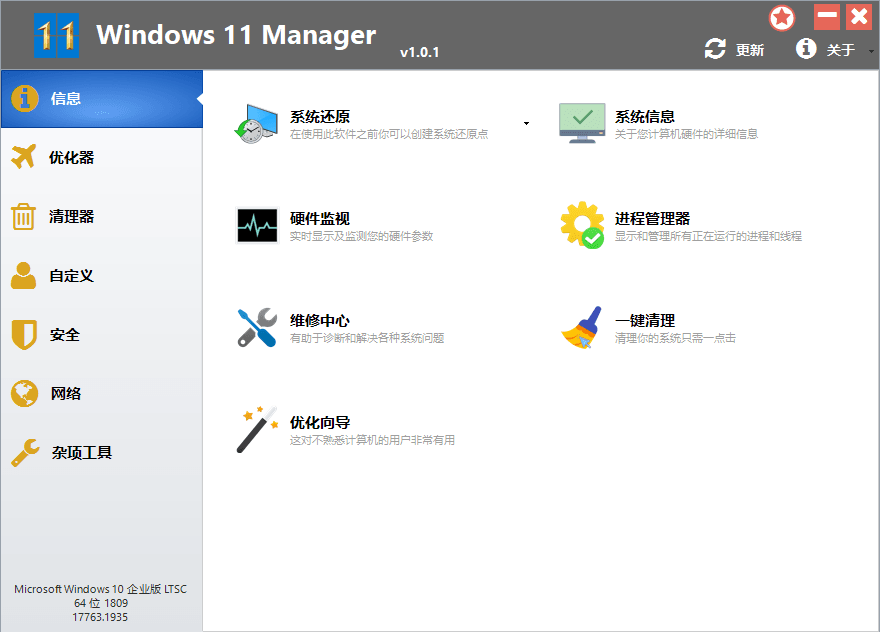 11 Windows 11 Manager v1.0.1
更新 关于
信息
优化器
清理器
自定义
安全
网络
杂项工具
系统还原
在使用此软件之前你可以创建系统还原点
系统信息
关于您计算机硬件的详细信息
硬件监视
实时显示及监测您的硬件参数
进程管理器
显示和管理所有正在运行的进程和线程
维修中心
有助于诊断和解决各种系统问题
一键清理
清理你的系统只需一点击
优化向导
这对不熟悉计算机的用户非常有用
Microsoft Windows 10 企业版 LTSC
64 位 1809
17763.1935